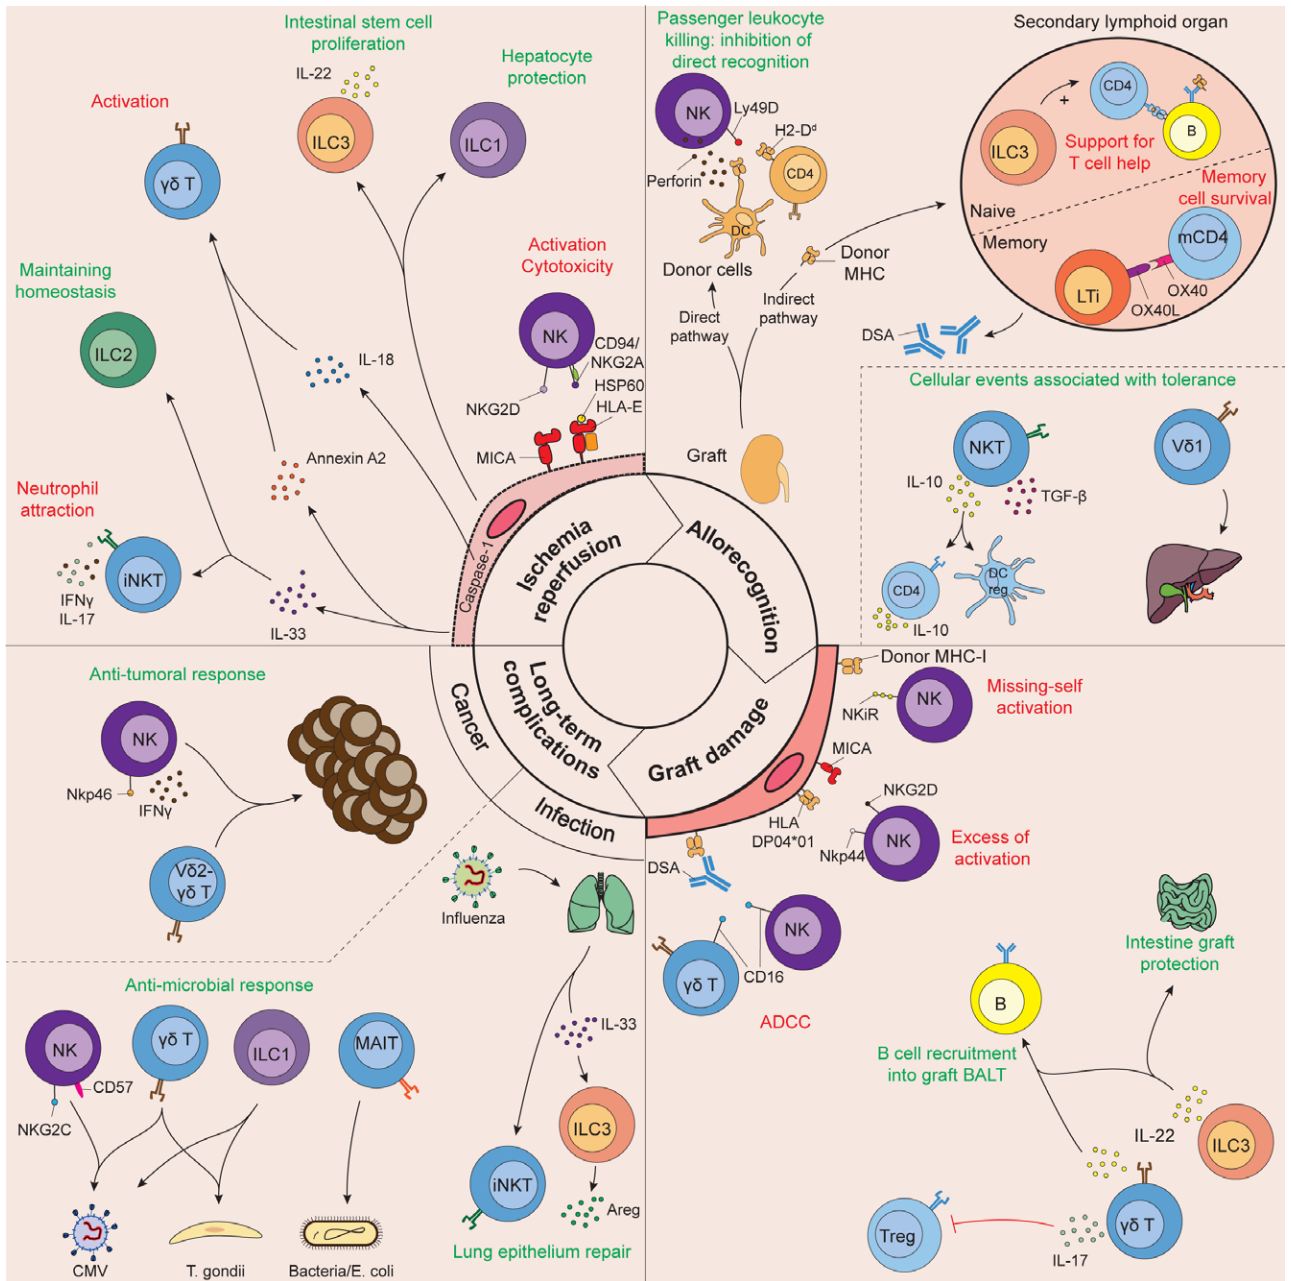 Intestinal stem cell
proliferation
IL-22
ILC3
Hepatocyte
protection
ILC1
Activation
γδ T
Maintaining
homeostasis
ILC2
IL-18
Annexin A2
Neutrophil
attraction
iNKT
IFNγ
IL-17
IL-33
Activation
Cytotoxicity
NK
CD94/
NKG2A
HSP60
HLA-E
NKG2D
MICA
Caspase-1
Ischemia
reperfusion
Passenger leukocyte
killing: inhibition of
direct recognition
NK
Ly49D
H2-Dᵈ
CD4
Perforin
DC
Donor cells
Donor
MHC
Direct
pathway
Indirect
pathway
Graft
Allorecognition
Secondary lymphoid organ
CD4
+
B
ILC3
Support for
T cell help
Memory
cell survival
Naive
Memory
mCD4
LTi
OX40
OX40L
DSA
Cellular events associated with tolerance
NKT
Vδ1
IL-10
TGF-β
CD4
DC
reg
IL-10
Long-term
complications
Cancer
Infection
Anti-tumoral response
NK
Nkp46
IFNγ
Vδ2-
γδ T
Influenza
Anti-microbial response
NK
γδ T
ILC1
MAIT
CD57
NKG2C
CMV
T. gondii
Bacteria/E. coli
IL-33
ILC3
iNKT
Areg
Lung epithelium repair
Graft damage
Donor MHC-I
NKiR
NK
Missing-self
activation
MICA
NKG2D
HLA
DP04*01
Nkp44
NK
Excess of
activation
DSA
NK
γδ T
CD16
ADCC
Intestine graft
protection
B
B cell recruitment
into graft BALT
IL-22
ILC3
Treg
γδ T
IL-17